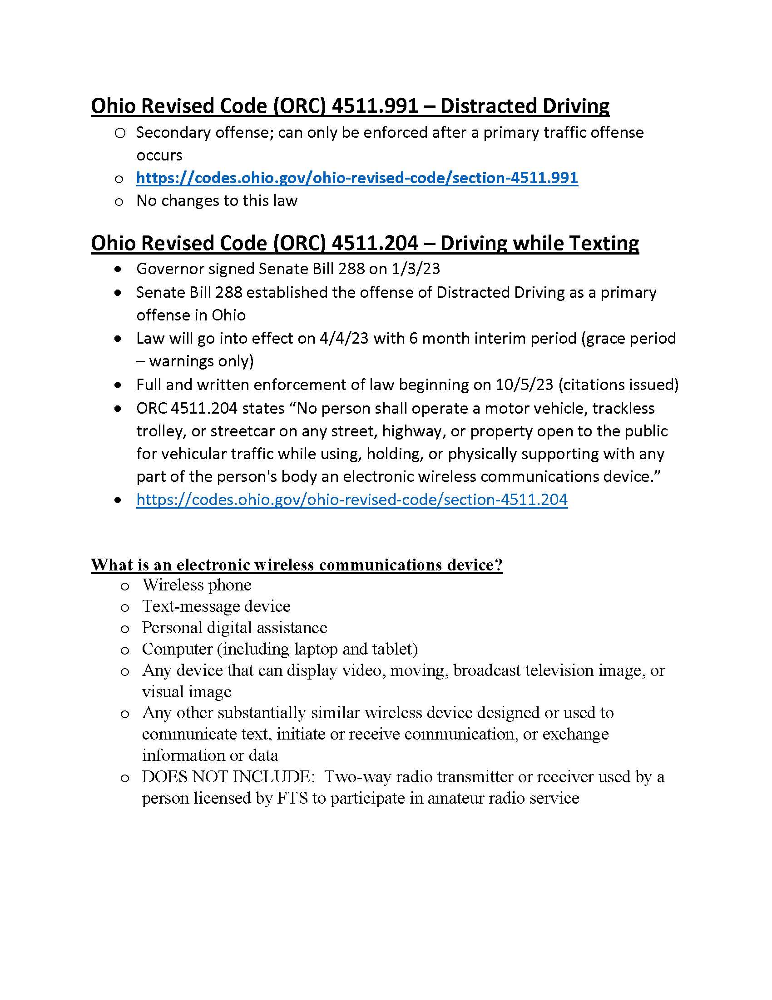 Ohio Revised Code (ORC) 4511.991 – Distracted Driving
o Secondary offense; can only be enforced after a primary traffic offense
occurs
o https://codes.ohio.gov/ohio-revised-code/section-4511.991
o No changes to this law
Ohio Revised Code (ORC) 4511.204 – Driving while Texting
• Governor signed Senate Bill 288 on 1/3/23
• Senate Bill 288 established the offense of Distracted Driving as a primary
offense in Ohio
• Law will go into effect on 4/4/23 with 6 month interim period (grace period
– warnings only)
• Full and written enforcement of law beginning on 10/5/23 (citations issued)
• ORC 4511.204 states “No person shall operate a motor vehicle, trackless
trolley, or streetcar on any street, highway, or property open to the public
for vehicular traffic while using, holding, or physically supporting with any
part of the person's body an electronic wireless communications device.”
• https://codes.ohio.gov/ohio-revised-code/section-4511.204
What is an electronic wireless communications device?
o Wireless phone
o Text-message device
o Personal digital assistance
o Computer (including laptop and tablet)
o Any device that can display video, moving, broadcast television image, or
visual image
o Any other substantially similar wireless device designed or used to
communicate text, initiate or receive communication, or exchange
information or data
o DOES NOT INCLUDE:  Two-way radio transmitter or receiver used by a
person licensed by FTS to participate in amateur radio service